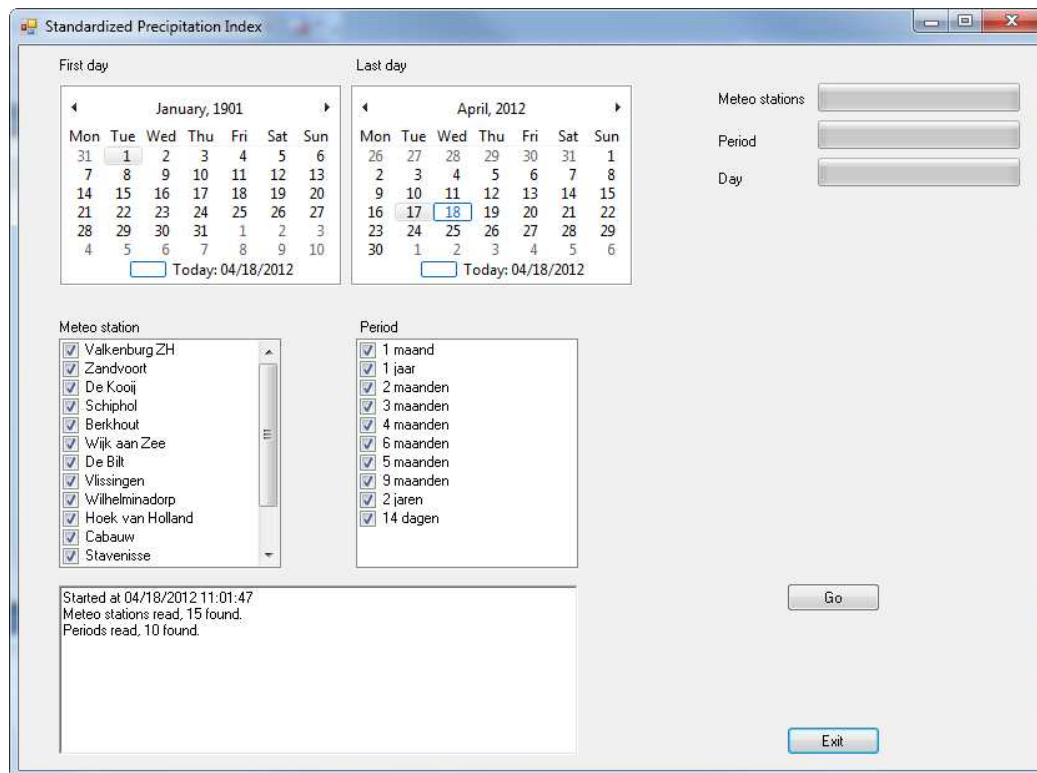 Standardized Precipitation Index
First day
January, 1901
Mon Tue Wed Thu Fri Sat Sun
31 1 2 3 4 5 6
7 8 9 10 11 12 13
14 15 16 17 18 19 20
21 22 23 24 25 26 27
28 29 30 31 1 2 3
4 5 6 7 8 9 10
Today: 04/18/2012
Last day
April, 2012
Mon Tue Wed Thu Fri Sat Sun
26 27 28 29 30 31 1
2 3 4 5 6 7 8
9 10 11 12 13 14 15
16 17 18 19 20 21 22
23 24 25 26 27 28 29
30 1 2 3 4 5 6
Today: 04/18/2012
Meteo stations
Period
Day
Meteo station
Valkenburg ZH
Zandvoort
De Kooij
Schiphol
Berkhout
Wijk aan Zee
De Bilt
Vlissingen
Wilhelminadorp
Hoek van Holland
Cabauw
Stavenisse
Period
1 maand
1 jaar
2 maanden
3 maanden
4 maanden
6 maanden
5 maanden
9 maanden
2 jaren
14 dagen
Started at 04/18/2012 11:01:47
Meteo stations read, 15 found.
Periods read, 10 found.
Go
Exit